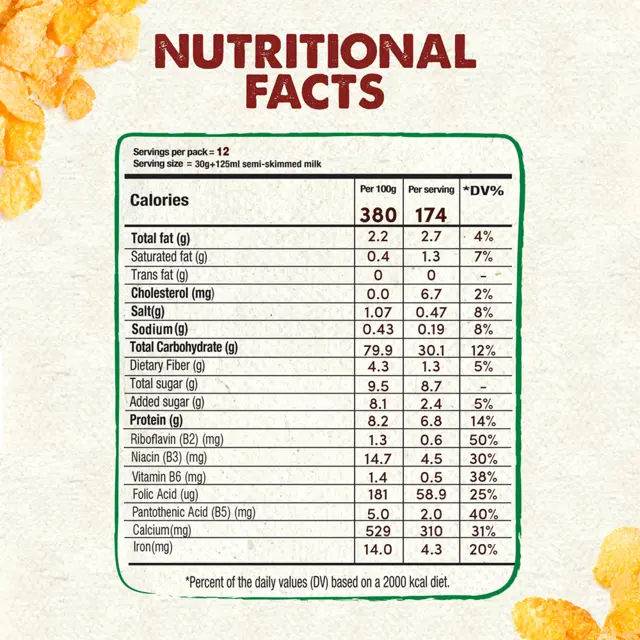 NUTRITIONAL
FACTS
Servings per pack = 12
Serving size = 30g+125ml semi-skimmed milk
Calories Per 100g 380 Per serving 174 *DV%
Total fat (g) 2.2 2.7 4%
Saturated fat (g) 0.4 1.3 7%
Trans fat (g) 0 0 -
Cholesterol (mg) 0.0 6.7 2%
Salt(g) 1.07 0.47 8%
Sodium (g) 0.43 0.19 8%
Total Carbohydrate (g) 79.9 30.1 12%
Dietary Fiber (g) 4.3 1.3 5%
Total sugar (g) 9.5 8.7 -
Added sugar (g) 8.1 2.4 5%
Protein (g) 8.2 6.8 14%
Riboflavin (B2) (mg) 1.3 0.6 50%
Niacin (B3) (mg) 14.7 4.5 30%
Vitamin B6 (mg) 1.4 0.5 38%
Folic Acid (ug) 181 58.9 25%
Pantothenic Acid (B5) (mg) 5.0 2.0 40%
Calcium(mg) 529 310 31%
Iron(mg) 14.0 4.3 20%
*Percent of the daily values (DV) based on a 2000 kcal diet.